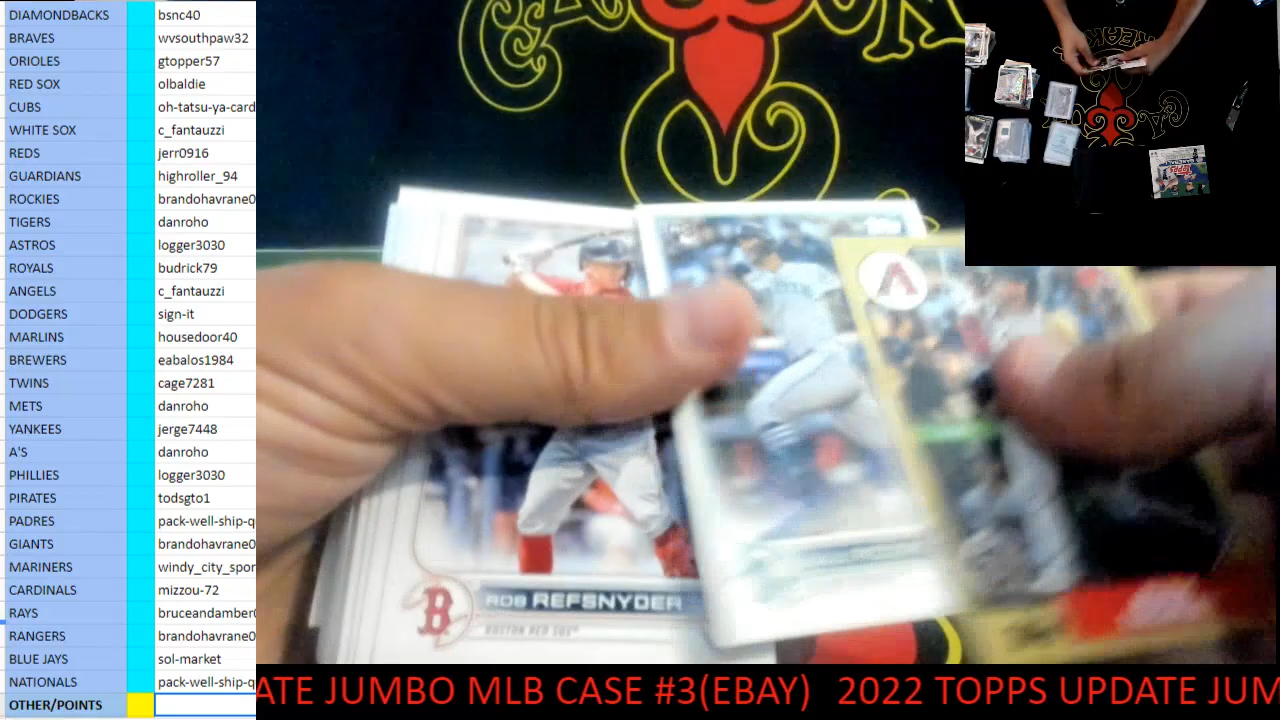 DIAMONDBACKS bsnc40
BRAVES wvsouthpaw32
ORIOLES gtopper57
RED SOX olbaldie
CUBS oh-tatsu-ya-card
WHITE SOX c_fantauzzi
REDS jerr0916
GUARDIANS highroller_94
ROCKIES brandohavrane0
TIGERS danroho
ASTROS logger3030
ROYALS budrick79
ANGELS c_fantauzzi
DODGERS sign-it
MARLINS housedoor40
BREWERS eabalos1984
TWINS cage7281
METS danroho
YANKEES jerge7448
A'S danroho
PHILLIES logger3030
PIRATES todsgto1
PADRES pack-well-ship-q
GIANTS brandohavrane0
MARINERS windy_city_spor
CARDINALS mizzou-72
RAYS bruceandamber
RANGERS brandohavrane0
BLUE JAYS sol-market
NATIONALS pack-well-ship-q
OTHER/POINTS
B ROB REFSNYDER
BOSTON RED SOX
ATE JUMBO MLB CASE #3(EBAY) 2022 TOPPS UPDATE JUM